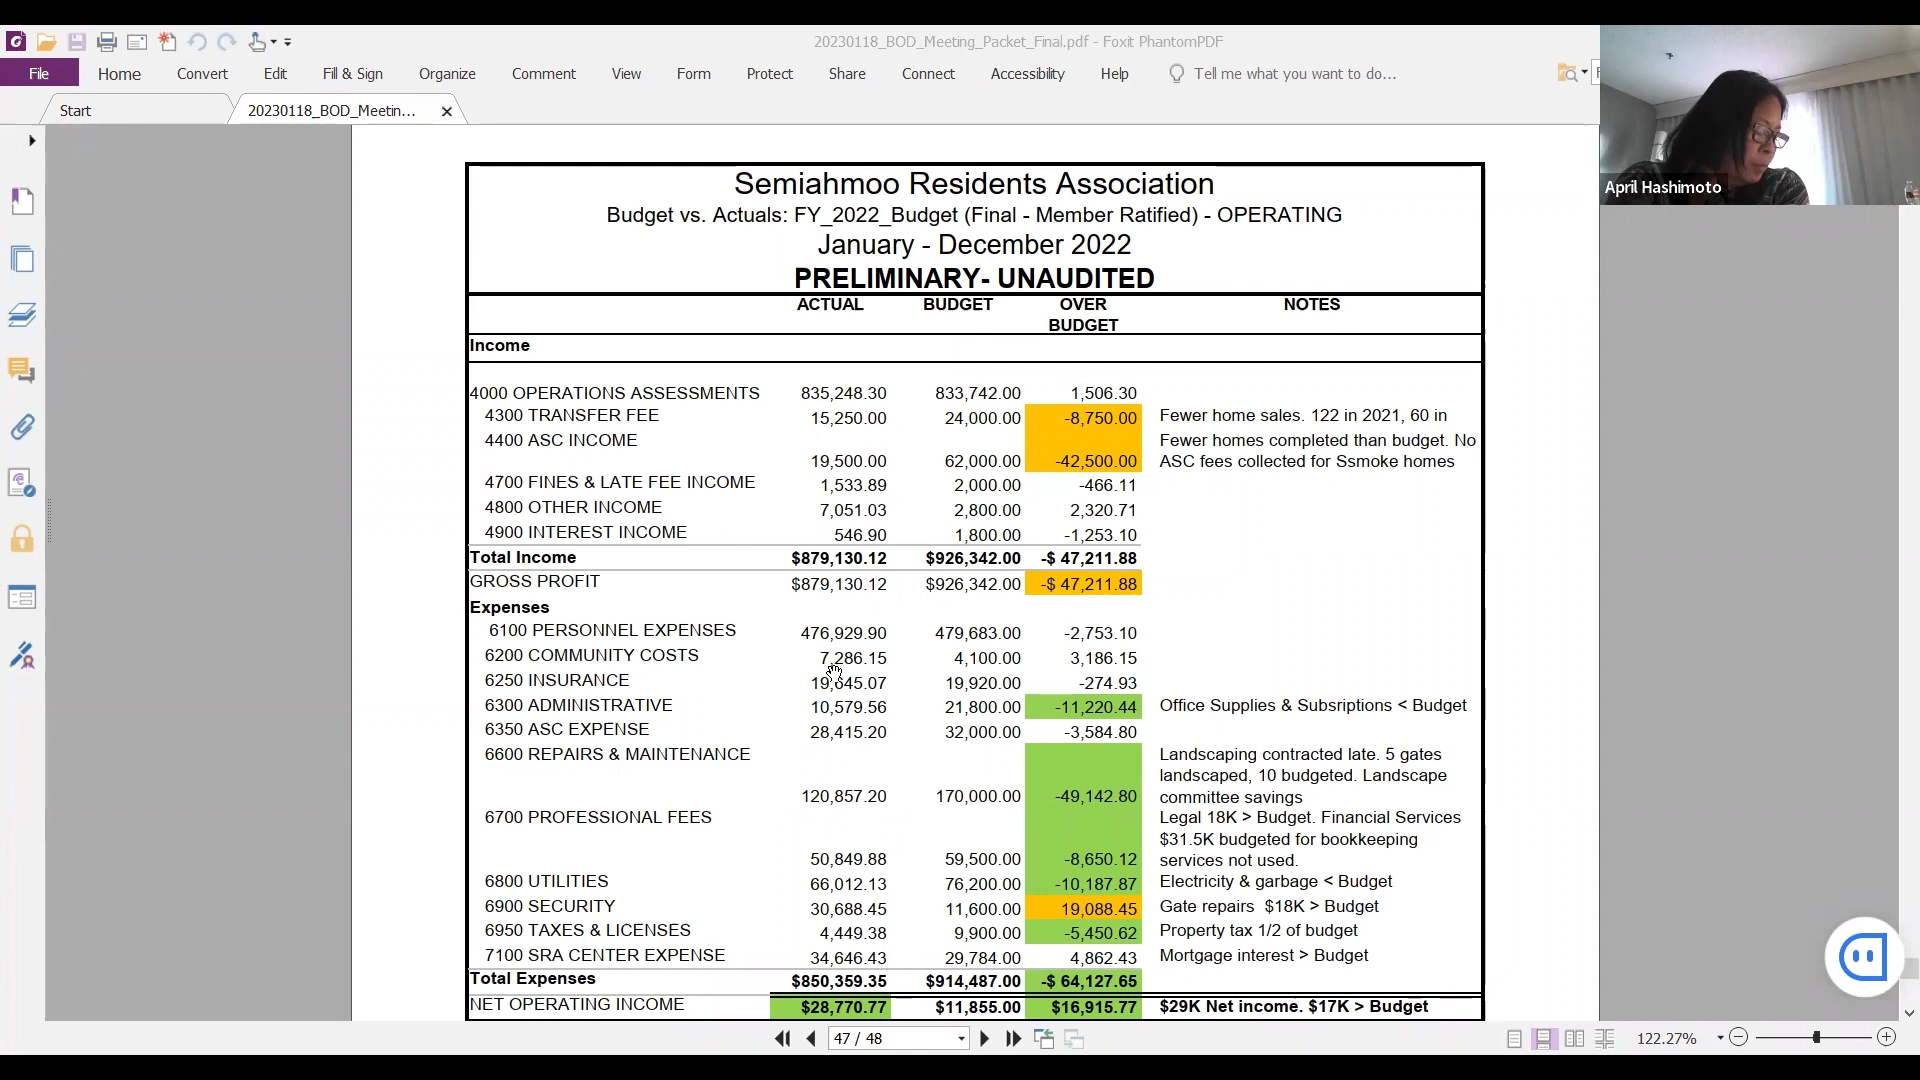 20230118_BOD_Meeting_Packet_Final.pdf - Foxit PhantomPDF
File Home Convert Edit Fill & Sign Organize Comment View Form Protect Share Connect Accessibility Help Tell me what you want to do...
Start 20230118_BOD_Meetin...
April Hashimoto
Semiahmoo Residents Association
Budget vs. Actuals: FY_2022_Budget (Final - Member Ratified) - OPERATING
January - December 2022
PRELIMINARY- UNAUDITED
ACTUAL BUDGET OVER BUDGET NOTES
Income
4000 OPERATIONS ASSESSMENTS 835,248.30 833,742.00 1,506.30
4300 TRANSFER FEE 15,250.00 24,000.00 -8,750.00 Fewer home sales. 122 in 2021, 60 in
4400 ASC INCOME 19,500.00 62,000.00 -42,500.00 Fewer homes completed than budget. No
ASC fees collected for Ssmoke homes
4700 FINES & LATE FEE INCOME 1,533.89 2,000.00 -466.11
4800 OTHER INCOME 7,051.03 2,800.00 2,320.71
4900 INTEREST INCOME 546.90 1,800.00 -1,253.10
Total Income $879,130.12 $926,342.00 -$ 47,211.88
GROSS PROFIT $879,130.12 $926,342.00 -$ 47,211.88
Expenses
6100 PERSONNEL EXPENSES 476,929.90 479,683.00 -2,753.10
6200 COMMUNITY COSTS 7,286.15 4,100.00 3,186.15
6250 INSURANCE 19,645.07 19,920.00 -274.93
6300 ADMINISTRATIVE 10,579.56 21,800.00 -11,220.44 Office Supplies & Subsriptions < Budget
6350 ASC EXPENSE 28,415.20 32,000.00 -3,584.80
6600 REPAIRS & MAINTENANCE 120,857.20 170,000.00 -49,142.80 Landscaping contracted late. 5 gates
landscaped, 10 budgeted. Landscape
committee savings
6700 PROFESSIONAL FEES 50,849.88 59,500.00 -8,650.12 Legal 18K > Budget. Financial Services
$31.5K budgeted for bookkeeping
services not used.
6800 UTILITIES 66,012.13 76,200.00 -10,187.87 Electricity & garbage < Budget
6900 SECURITY 30,688.45 11,600.00 19,088.45 Gate repairs $18K > Budget
6950 TAXES & LICENSES 4,449.38 9,900.00 -5,450.62 Property tax 1/2 of budget
7100 SRA CENTER EXPENSE 34,646.43 29,784.00 4,862.43 Mortgage interest > Budget
Total Expenses $850,359.35 $914,487.00 -$ 64,127.65
NET OPERATING INCOME $28,770.77 $11,855.00 $16,915.77 $29K Net income. $17K > Budget
47 / 48 122.27%